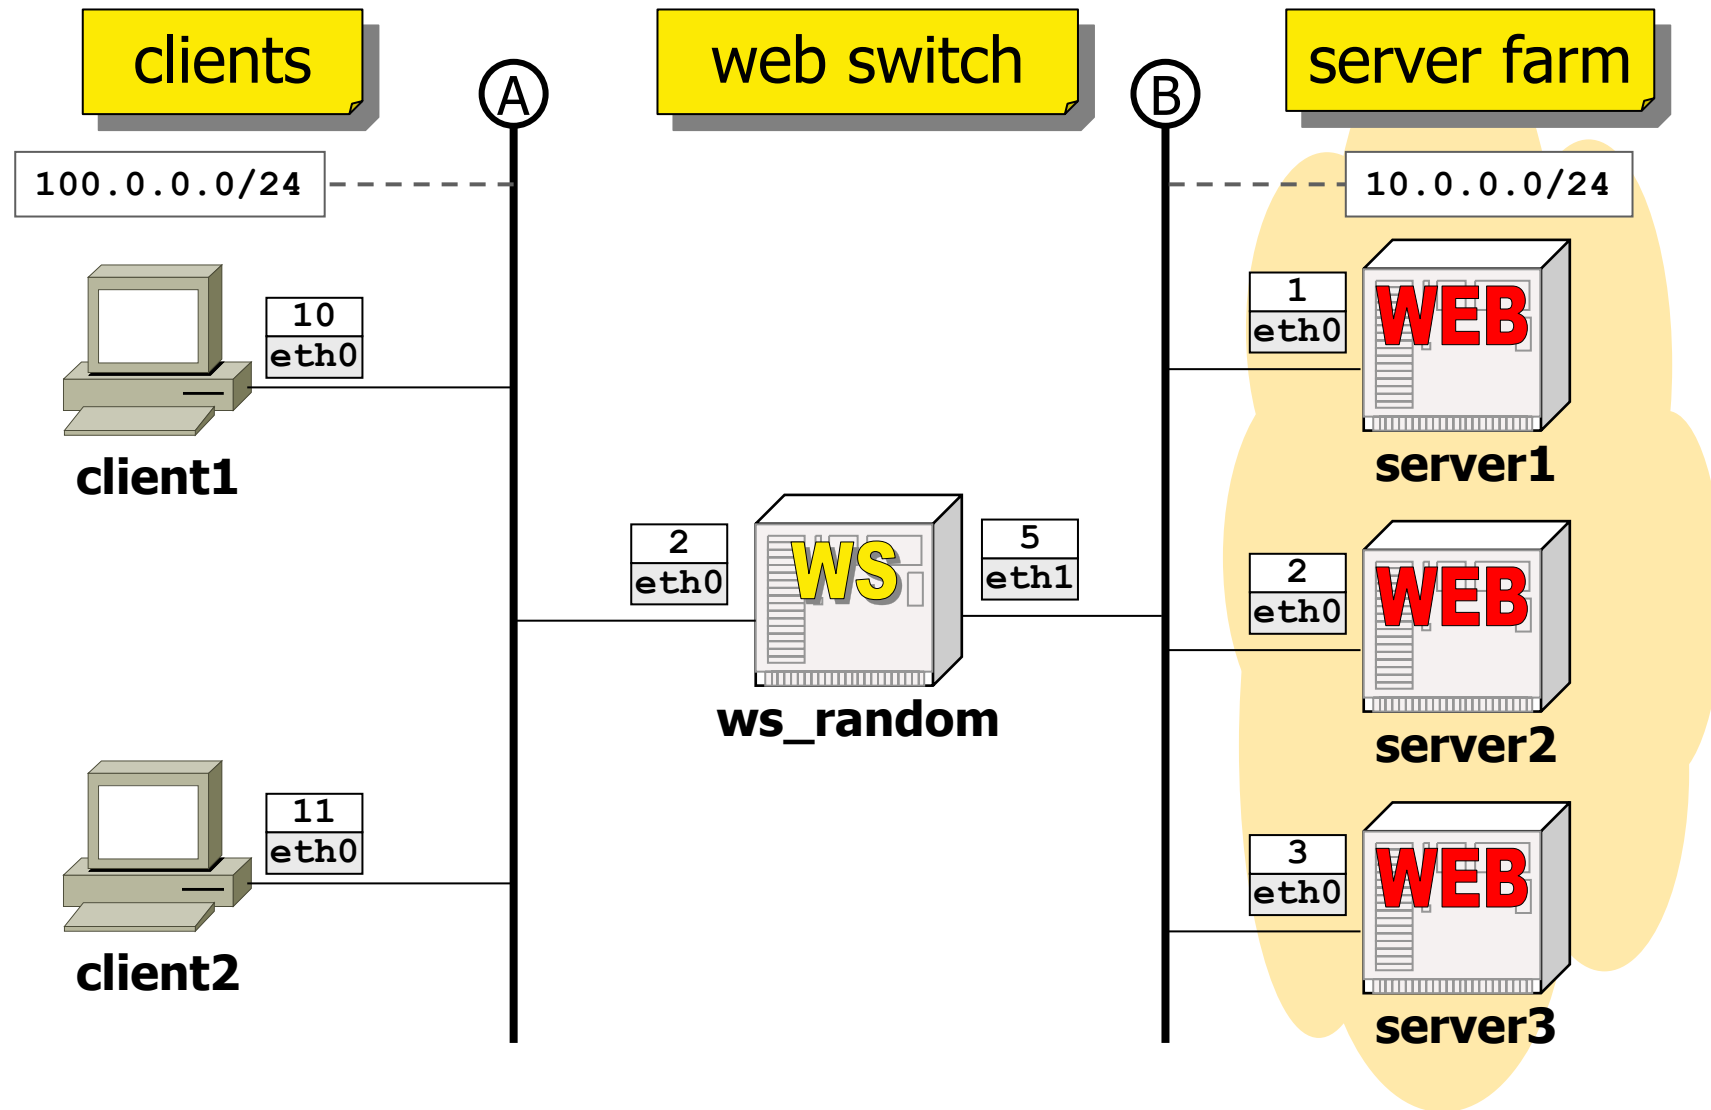 clients
A
web switch
B
server farm
100.0.0.0/24
10.0.0.0/24
10
eth0
client1
11
eth0
client2
2
eth0
WS
5
eth1
ws_random
1
eth0
WEB
server1
2
eth0
WEB
server2
3
eth0
WEB
server3